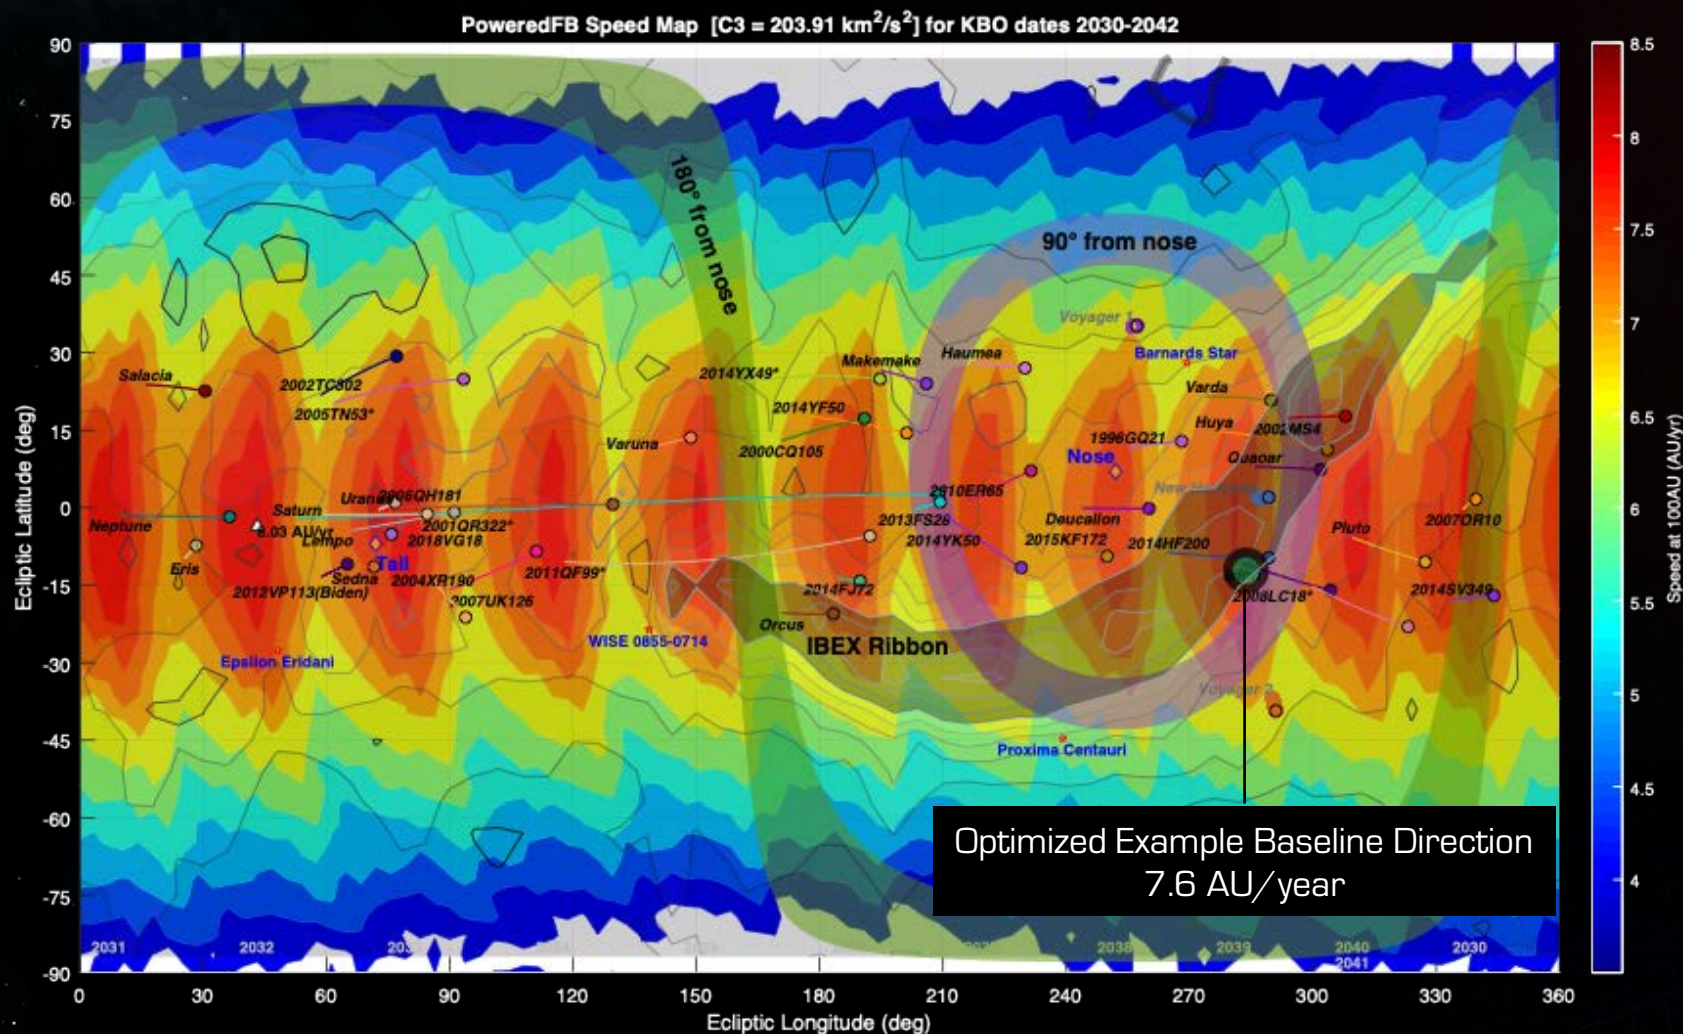 PoweredFB Speed Map [C3 = 203.91 km²/s²] for KBO dates 2030-2042
90
75
60
45
30
15
0
-15
-30
-45
-60
-75
-90
Ecliptic Latitude (deg)
180° from nose
90° from nose
Voyager 1
Barnards Star
Haumea
Makemake
2014YX49*
Salacia
2002TC302
2005TN53*
Varda
2014YF50
Huya
2002MS4
Varuna
2000CQ105
1996GQ21
Nose
Quaoar
Uranus
2006QH181
2010ER65
Saturn
Neptune
8.03 AU/yr
2001QR322*
2013FS28
Deucalion
Pluto
2007OR10
Lempo
2018VG18
2014YK50
2015KF172
2014HF200
Eris
Tail
Sedna
2004XR190
2011QF99*
2012VP113(Biden)
2007UK126
2014FJ72
2008LC18*
2014SV349
Orcus
WISE 0855-0714
IBEX Ribbon
Epsilon Eridani
Voyager 2
Proxima Centauri
Optimized Example Baseline Direction
7.6 AU/year
2031
2032
2038
2039
2040
2041
2030
0
30
60
90
120
150
180
210
240
270
300
330
360
Ecliptic Longitude (deg)
8.5
8
7.5
7
6.5
6
5.5
5
4.5
4
Speed at 100AU (AU/yr)